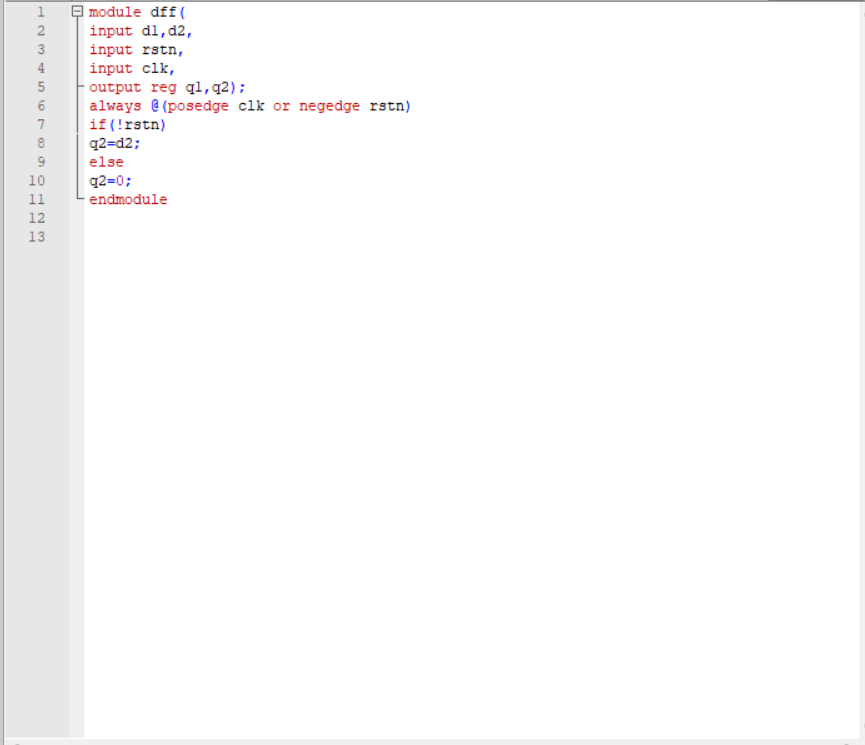 1 module dff(
2 input d1,d2,
3 input rstn,
4 input clk,
5 output reg q1,q2);
6 always @(posedge clk or negedge rstn)
7 if(!rstn)
8 q2=d2;
9 else
10 q2=0;
11 endmodule
12
13